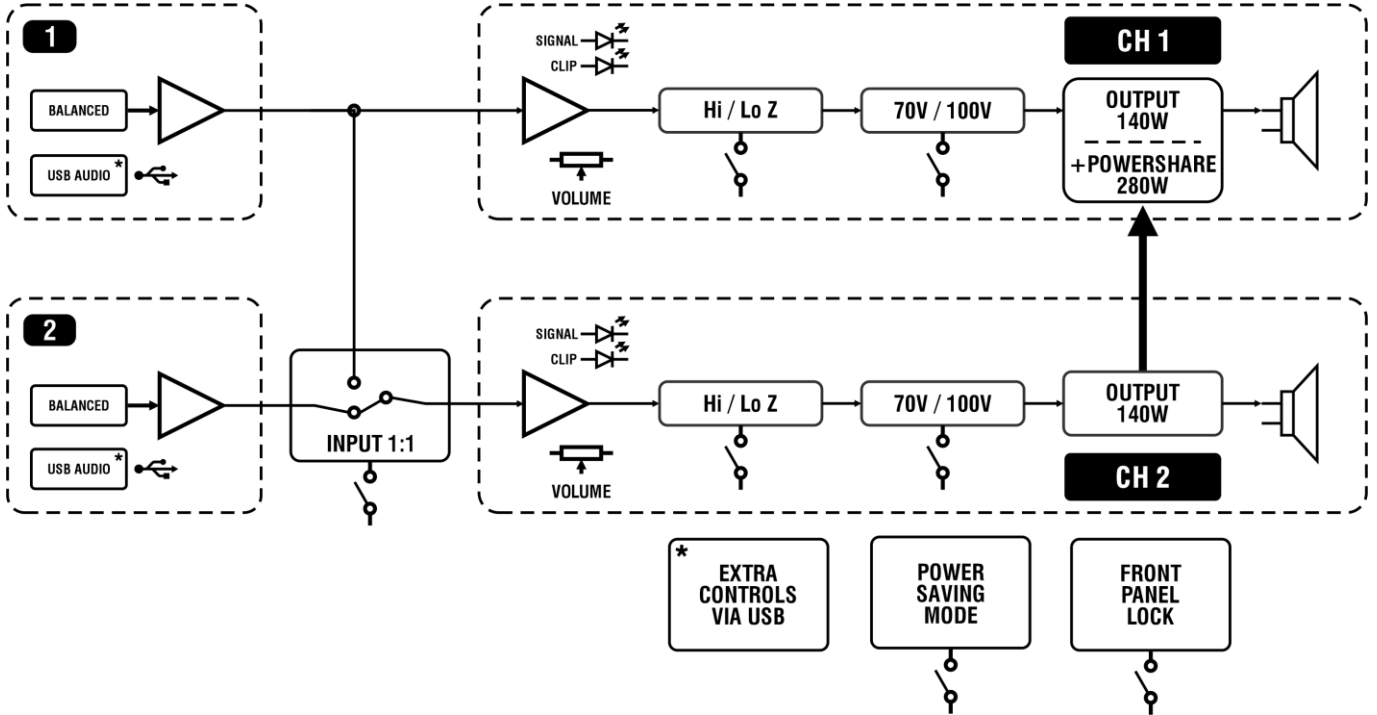 1
BALANCED
USB AUDIO *
SIGNAL
CLIP
VOLUME
Hi / Lo Z
70V / 100V
CH 1
OUTPUT
140W
+POWERSHARE
280W
2
BALANCED
USB AUDIO *
INPUT 1:1
SIGNAL
CLIP
VOLUME
Hi / Lo Z
70V / 100V
OUTPUT
140W
CH 2
*
EXTRA
CONTROLS
VIA USB
POWER
SAVING
MODE
FRONT
PANEL
LOCK